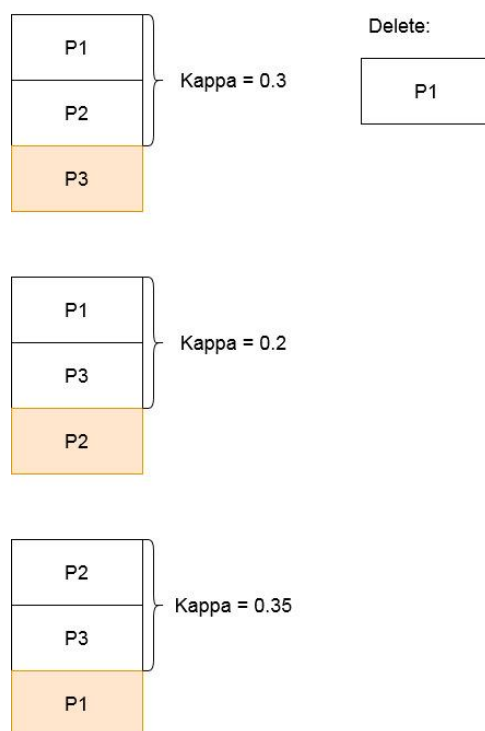 P1
P2
Kappa = 0.3
P3
Delete:
P1
P1
P3
Kappa = 0.2
P2
P2
P3
Kappa = 0.35
P1